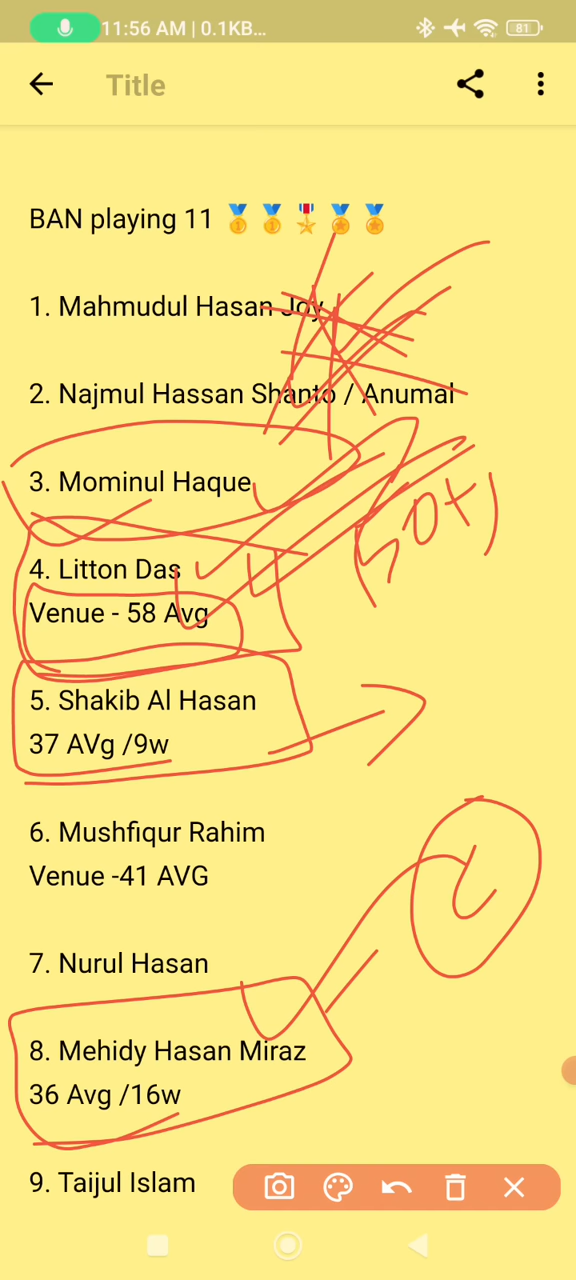 11:56 AM | 0.1KB...
81
Title
BAN playing 11 🥇🥇🎖🏅🏅
1. Mahmudul Hasan Joy
2. Najmul Hassan Shanto / Anumal
3. Mominul Haque
(50+)
4. Litton Das
Venue - 58 Avg
5. Shakib Al Hasan
37 AVg /9w
6. Mushfiqur Rahim
Venue -41 AVG
7. Nurul Hasan
8. Mehidy Hasan Miraz
36 Avg /16w
9. Taijul Islam